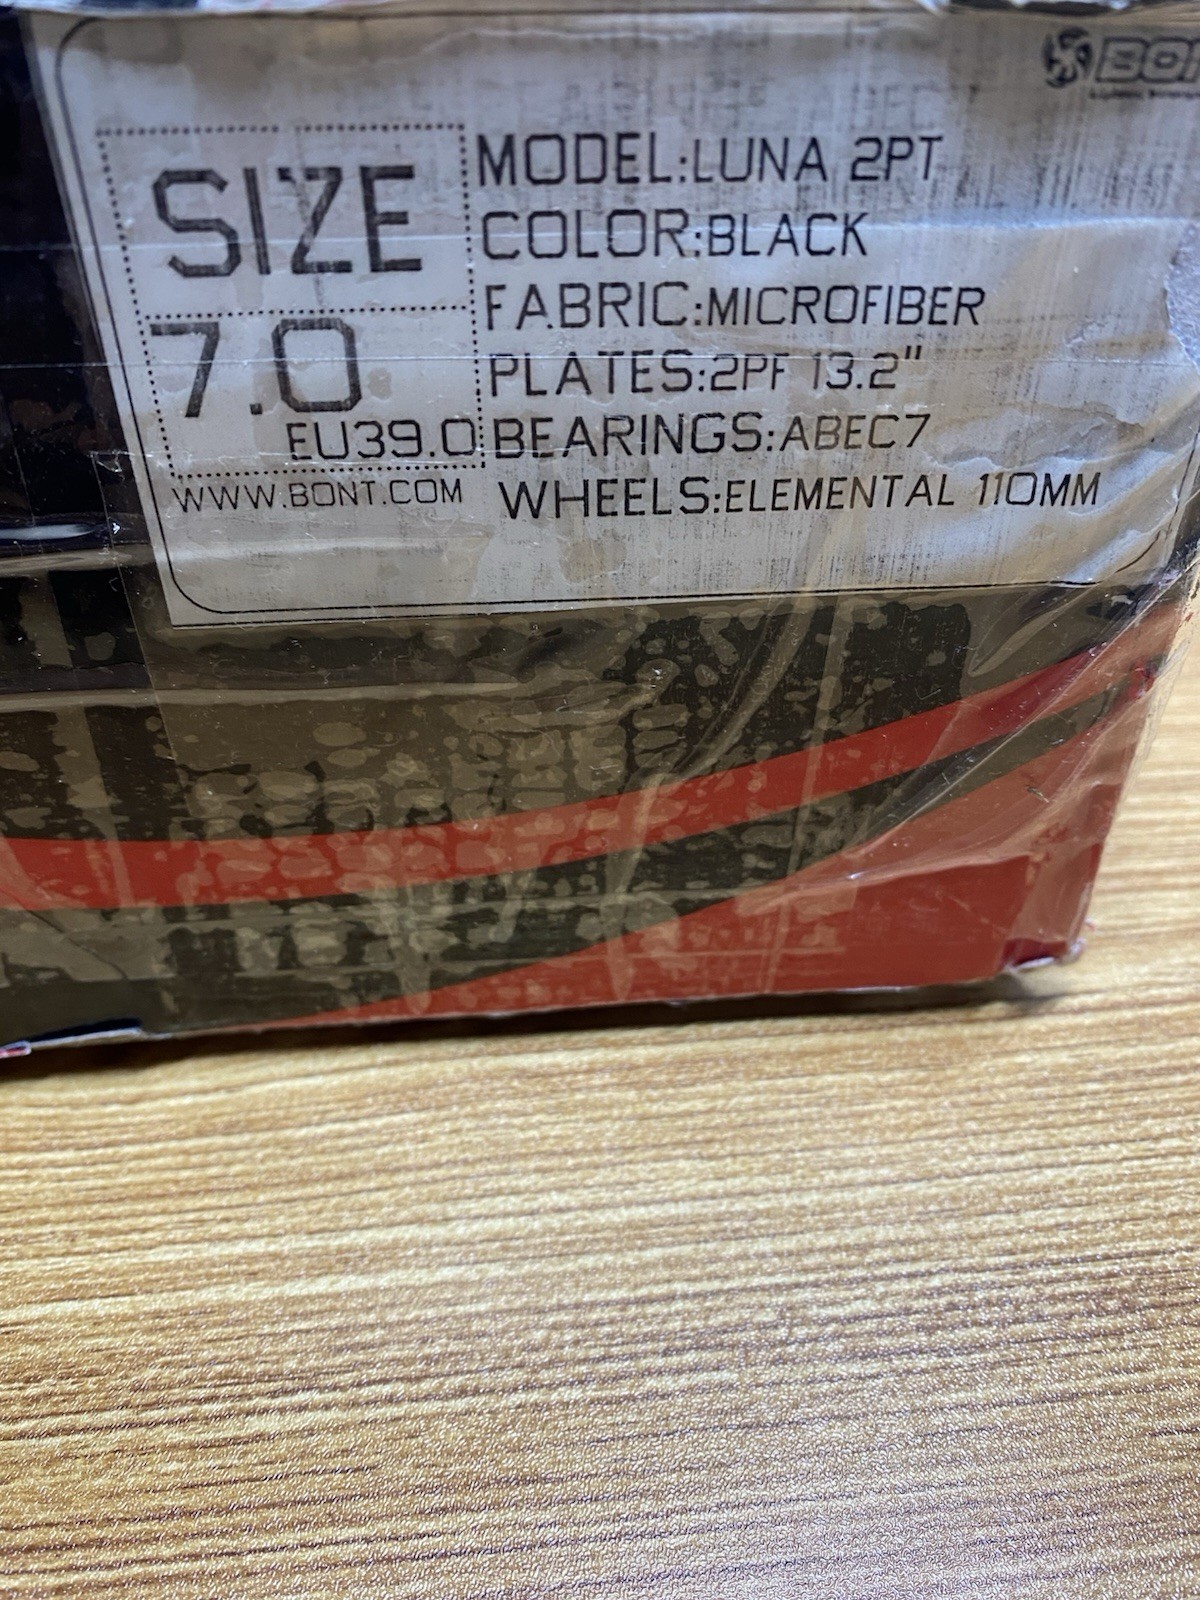 BON
SIZE
7.0
EU39.0
WWW.BONT.COM
MODEL:LUNA 2PT
COLOR:BLACK
FABRIC:MICROFIBER
PLATES:2PF 13.2"
BEARINGS:ABEC7
WHEELS:ELEMENTAL 110MM